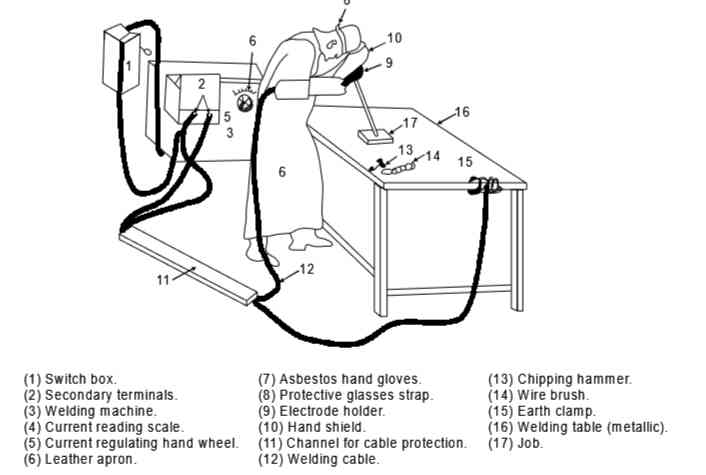 10
6
9
1
2
5
3
16
17
13
14
15
6
12
11
(1) Switch box.
(2) Secondary terminals.
(3) Welding machine.
(4) Current reading scale.
(5) Current regulating hand wheel.
(6) Leather apron.
(7) Asbestos hand gloves.
(8) Protective glasses strap.
(9) Electrode holder.
(10) Hand shield.
(11) Channel for cable protection.
(12) Welding cable.
(13) Chipping hammer.
(14) Wire brush.
(15) Earth clamp.
(16) Welding table (metallic).
(17) Job.